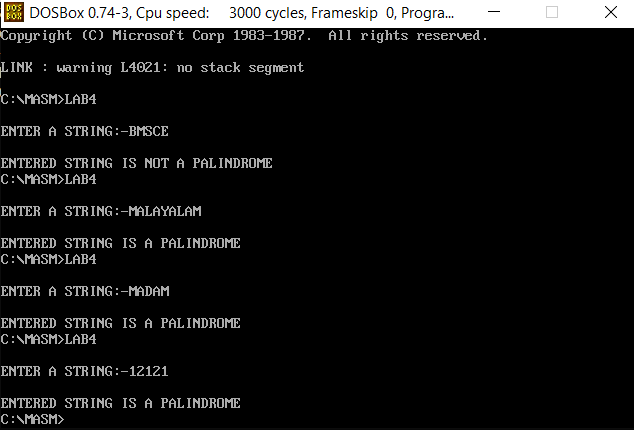 DOS
BOX
DOSBox 0.74-3, Cpu speed: 3000 cycles, Frameskip 0, Progra...
Copyright (C) Microsoft Corp 1983-1987. All rights reserved.
LINK : warning L4021: no stack segment
C:\MASM>LAB4
ENTER A STRING:-BMSCE
ENTERED STRING IS NOT A PALINDROME
C:\MASM>LAB4
ENTER A STRING:-MALAYALAM
ENTERED STRING IS A PALINDROME
C:\MASM>LAB4
ENTER A STRING:-MADAM
ENTERED STRING IS A PALINDROME
C:\MASM>LAB4
ENTER A STRING:-12121
ENTERED STRING IS A PALINDROME
C:\MASM>